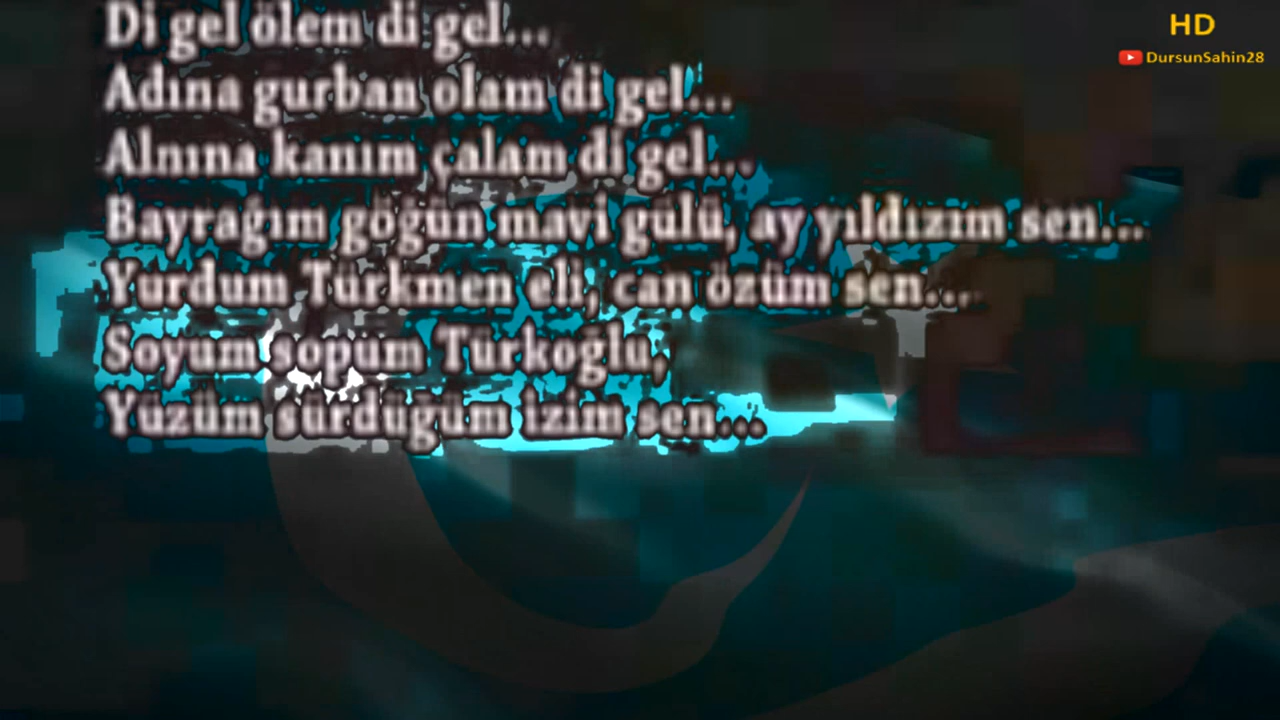 HD
DursunSahin28
Di gel ölem di gel...
Adına gurban olam di gel...
Alnına kanım çalam di gel...
Bayrağım göğün mavi gülü, ay yıldızım sen...
Yurdum Türkmen eli, can özüm sen....
Soyum sopum Türkoğlu,
Yüzüm sürdüğüm izim sen...